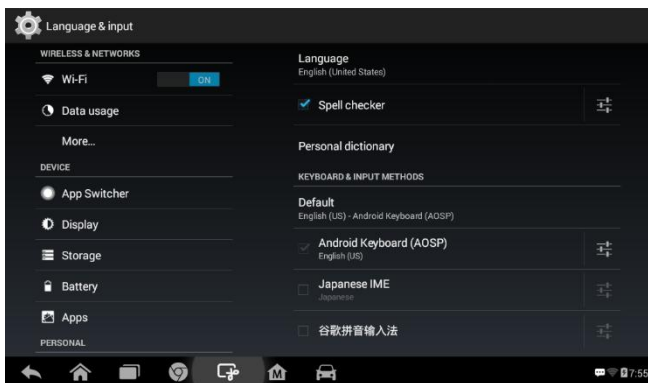 Language & input
WIRELESS & NETWORKS
Wi-Fi
ON
Data usage
More...
DEVICE
App Switcher
Display
Storage
Battery
Apps
PERSONAL
Language
English (United States)
Spell checker
Personal dictionary
KEYBOARD & INPUT METHODS
Default
English (US) - Android Keyboard (AOSP)
Android Keyboard (AOSP)
English (US)
Japanese IME
Japanese
谷歌拼音输入法
M
7:55